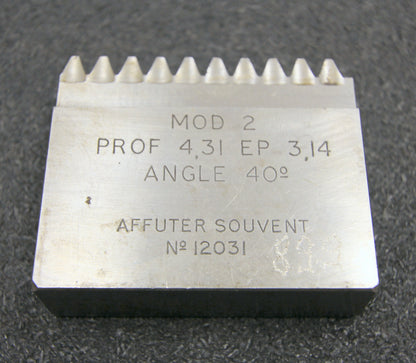 MOD 2
PROF 4,31 EP 3,14
ANGLE 40º
AFFUTER SOUVENT
Nº 12031